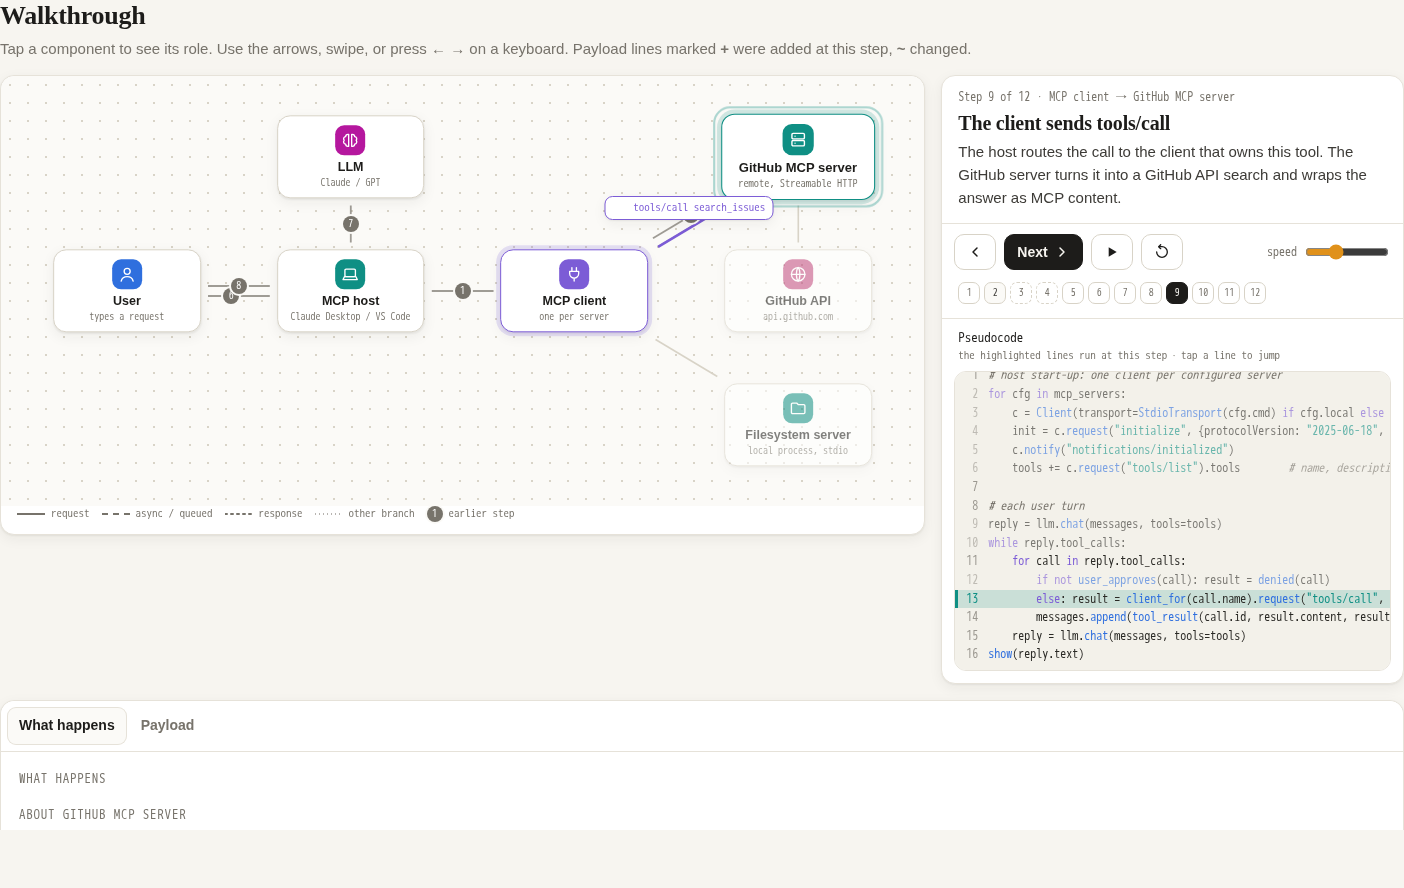 Walkthrough
Tap a component to see its role. Use the arrows, swipe, or press ← → on a keyboard. Payload lines marked + were added at this step, ~ changed.
LLM
Claude / GPT
GitHub MCP server
remote, Streamable HTTP
tools/call search_issues
7
User
types a request
8
MCP host
Claude Desktop / VS Code
1
MCP client
one per server
GitHub API
api.github.com
Filesystem server
local process, stdio
request
async / queued
response
other branch
1 earlier step
Step 9 of 12 · MCP client → GitHub MCP server
The client sends tools/call
The host routes the call to the client that owns this tool. The
GitHub server turns it into a GitHub API search and wraps the
answer as MCP content.
Next
speed
1 2 3 4 5 6 7 8 9 10 11 12
Pseudocode
the highlighted lines run at this step · tap a line to jump
1 # host start-up: one client per configured server
2 for cfg in mcp_servers:
3 c = Client(transport=StdioTransport(cfg.cmd) if cfg.local else
4 init = c.request("initialize", {protocolVersion: "2025-06-18",
5 c.notify("notifications/initialized")
6 tools += c.request("tools/list").tools # name, descripti
7
8 # each user turn
9 reply = llm.chat(messages, tools=tools)
10 while reply.tool_calls:
11 for call in reply.tool_calls:
12 if not user_approves(call): result = denied(call)
13 else: result = client_for(call.name).request("tools/call",
14 messages.append(tool_result(call.id, result.content, result
15 reply = llm.chat(messages, tools=tools)
16 show(reply.text)
What happens
Payload
WHAT HAPPENS
ABOUT GITHUB MCP SERVER